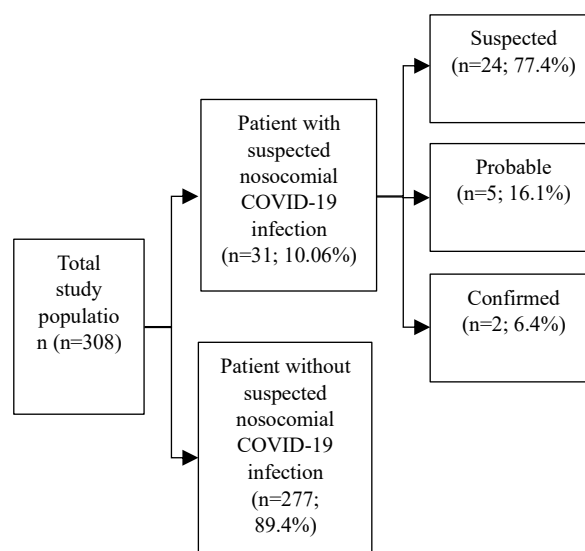 Total
study
populatio
n (n=308)
Patient with
suspected
nosocomial
COVID-19
infection
(n=31; 10.06%)
Patient without
suspected
nosocomial
COVID-19
infection
(n=277;
89.4%)
Suspected
(n=24; 77.4%)
Probable
(n=5; 16.1%)
Confirmed
(n=2; 6.4%)